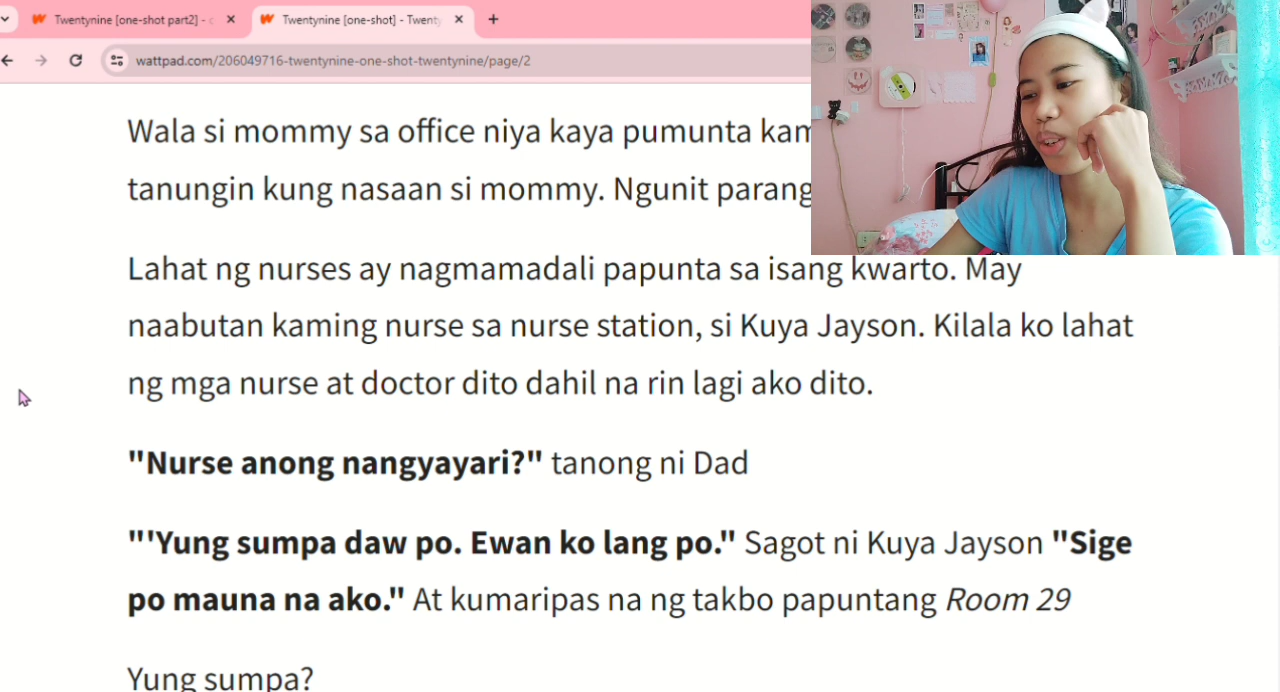 Twentynine [one-shot part2] -
Twentynine [one-shot] - Twenty
wattpad.com/206049716-twentynine-one-shot-twentynine/page/2
Wala si mommy sa office niya kaya pumunta
tanungin kung nasaan si mommy. Ngunit parang
Lahat ng nurses ay nagmamadali papunta sa isang kwarto. May
naabutan kaming nurse sa nurse station, si Kuya Jayson. Kilala ko lahat
ng mga nurse at doctor dito dahil na rin lagi ako dito.
"Nurse anong nangyayari?" tanong ni Dad
"'Yung sumpa daw po. Ewan ko lang po." Sagot ni Kuya Jayson "Sige
po mauna na ako." At kumaripas na ng takbo papuntang Room 29
Yung sumpa?